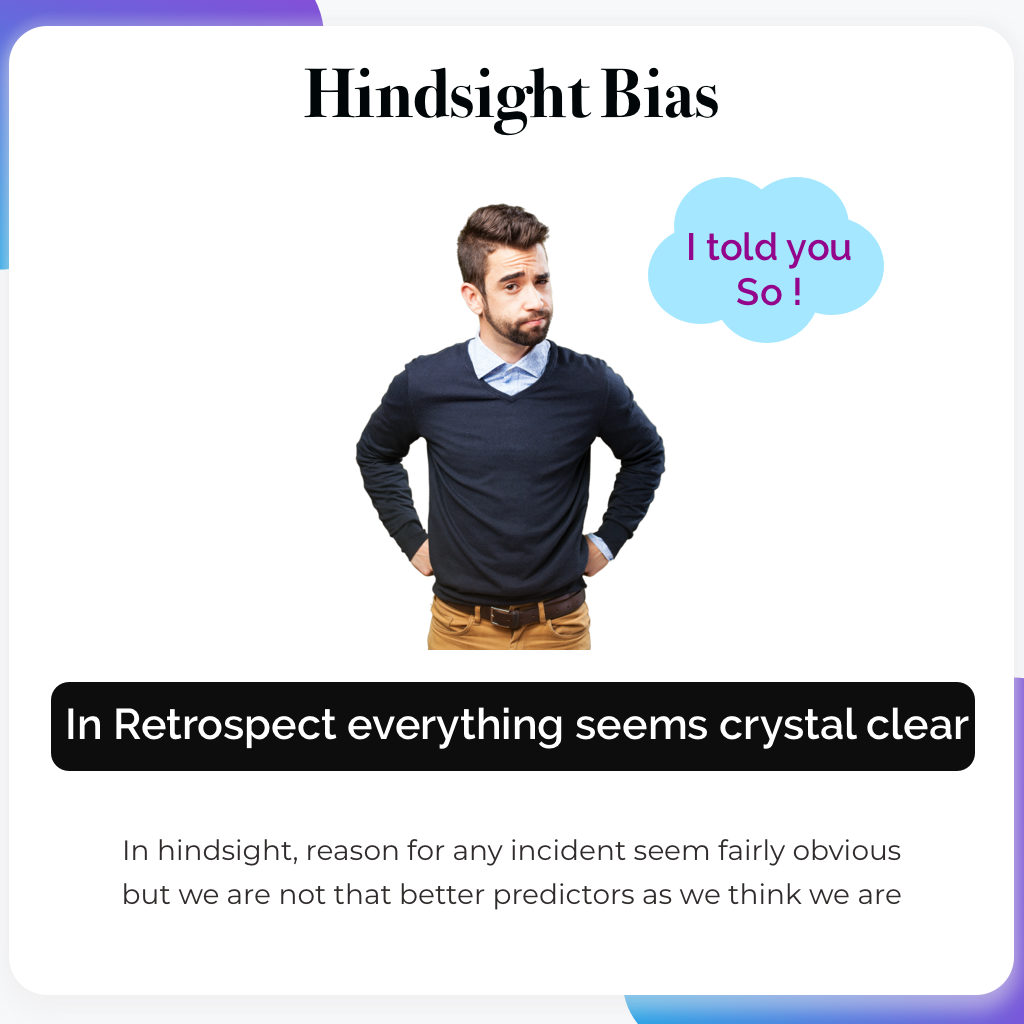 Hindsight Bias
I told you
So !
In Retrospect everything seems crystal clear
In hindsight, reason for any incident seem fairly obvious
but we are not that better predictors as we think we are